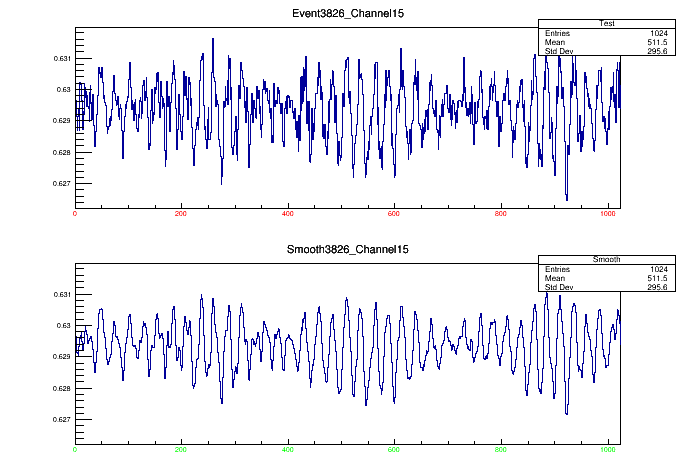 Event3826_Channel15
Test
Entries 1024
Mean 511.5
Std Dev 295.6
0.631
0.63
0.629
0.628
0.627
0 200 400 600 800 1000
Smooth3826_Channel15
Smooth
Entries 1024
Mean 511.5
Std Dev 295.6
0.631
0.63
0.629
0.628
0.627
0 200 400 600 800 1000